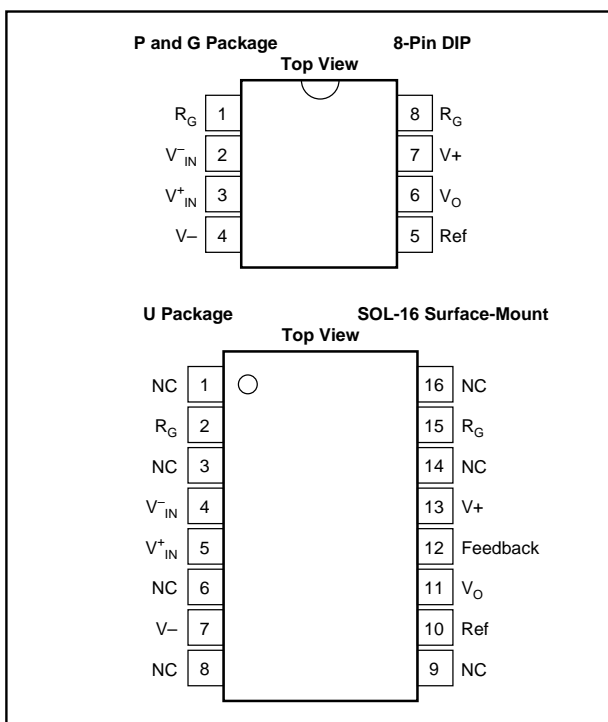 P and G Package 8-Pin DIP
Top View
R_G 1 8 R_G
V⁻_IN 2 7 V+
V⁺_IN 3 6 V_O
V– 4 5 Ref
U Package SOL-16 Surface-Mount
Top View
NC 1 16 NC
R_G 2 15 R_G
NC 3 14 NC
V⁻_IN 4 13 V+
V⁺_IN 5 12 Feedback
NC 6 11 V_O
V– 7 10 Ref
NC 8 9 NC